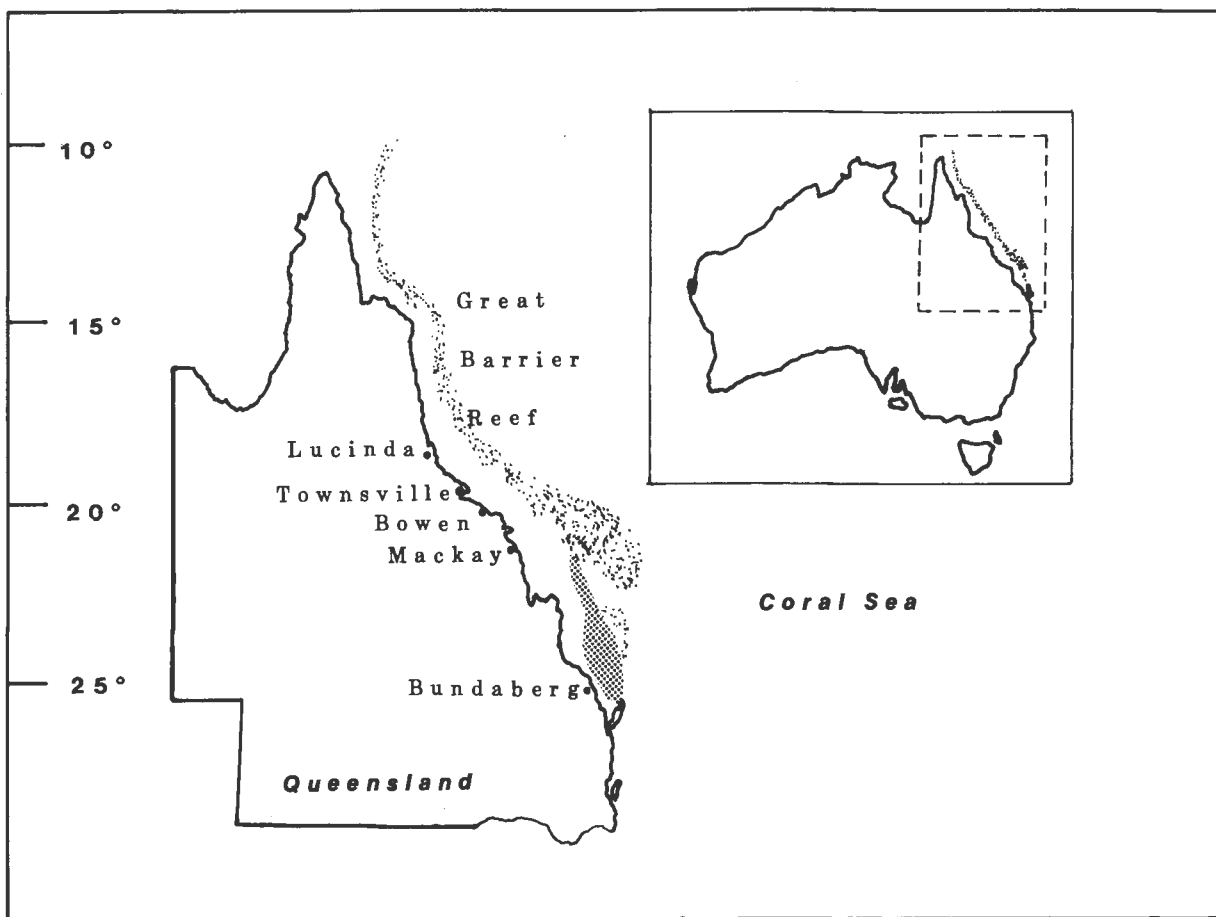 10°
15°
20°
25°
Great
Barrier
Reef
Lucinda
Townsville
Bowen
Mackay
Bundaberg
Queensland
Coral Sea